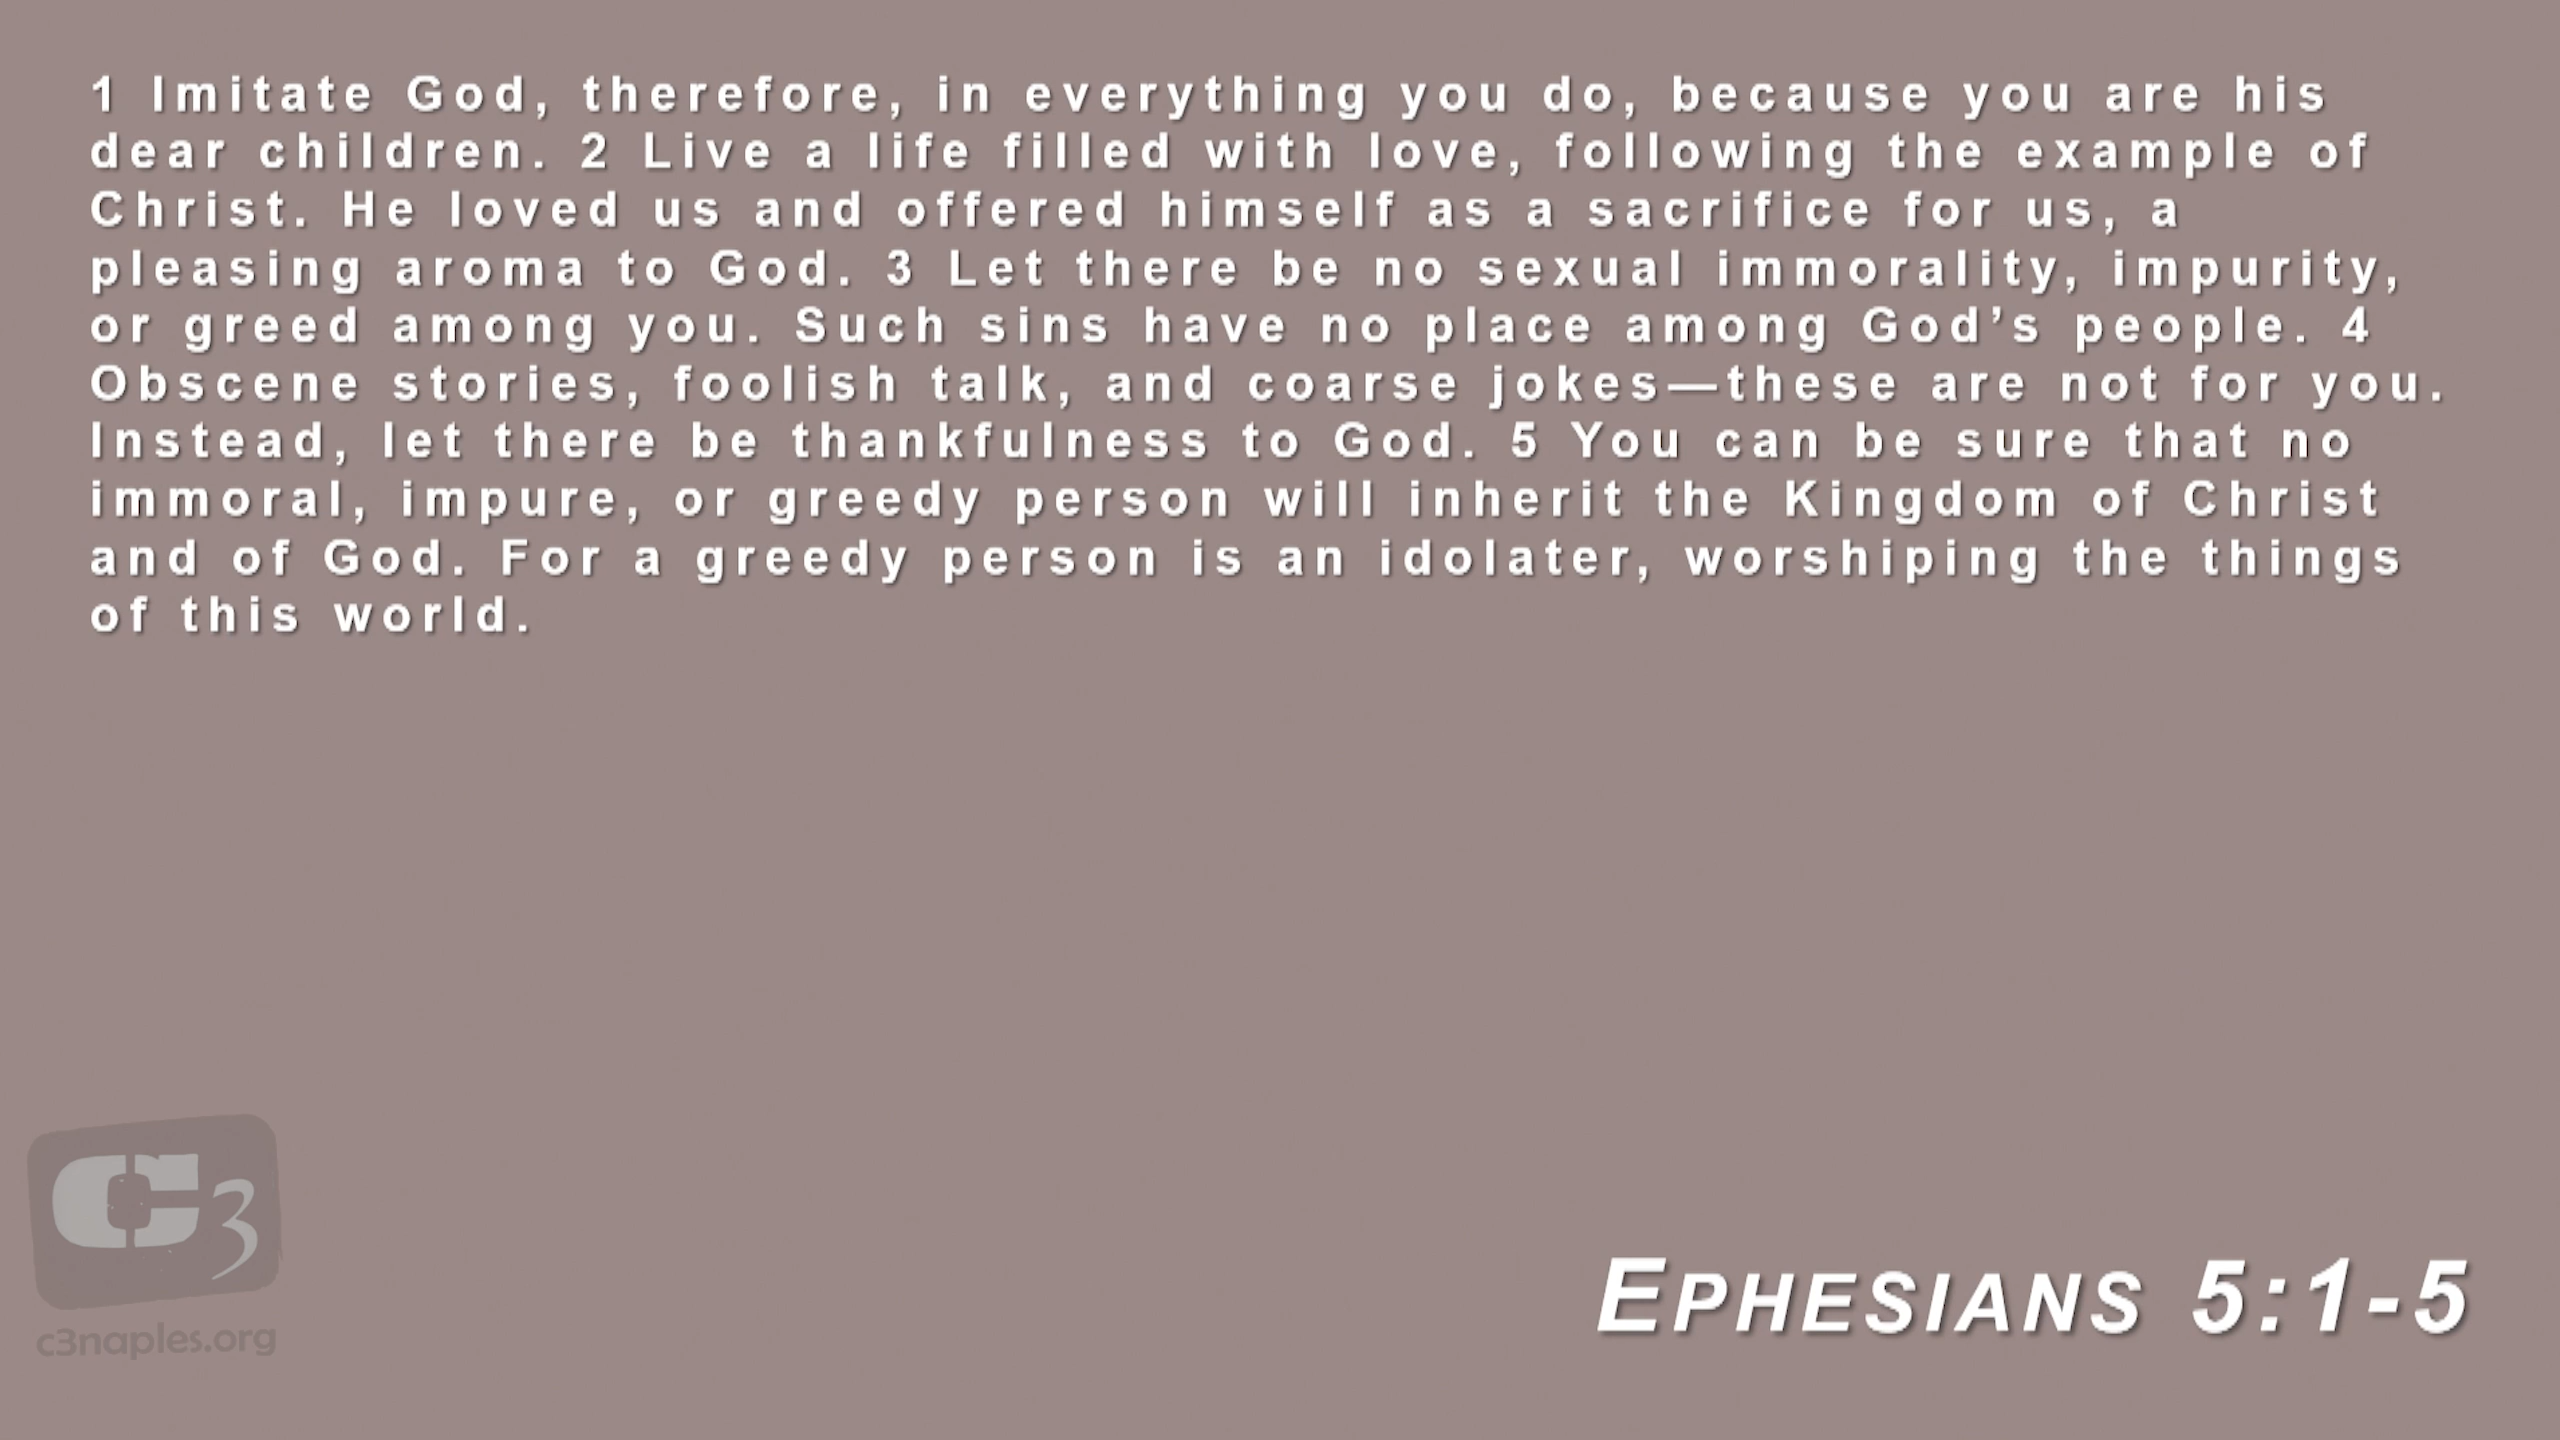 1 Imitate God, therefore, in everything you do, because you are his
dear children. 2 Live a life filled with love, following the example of
Christ. He loved us and offered himself as a sacrifice for us, a
pleasing aroma to God. 3 Let there be no sexual immorality, impurity,
or greed among you. Such sins have no place among God’s people. 4
Obscene stories, foolish talk, and coarse jokes—these are not for you.
Instead, let there be thankfulness to God. 5 You can be sure that no
immoral, impure, or greedy person will inherit the Kingdom of Christ
and of God. For a greedy person is an idolater, worshiping the things
of this world.
C3
c3naples.org
EPHESIANS 5:1-5